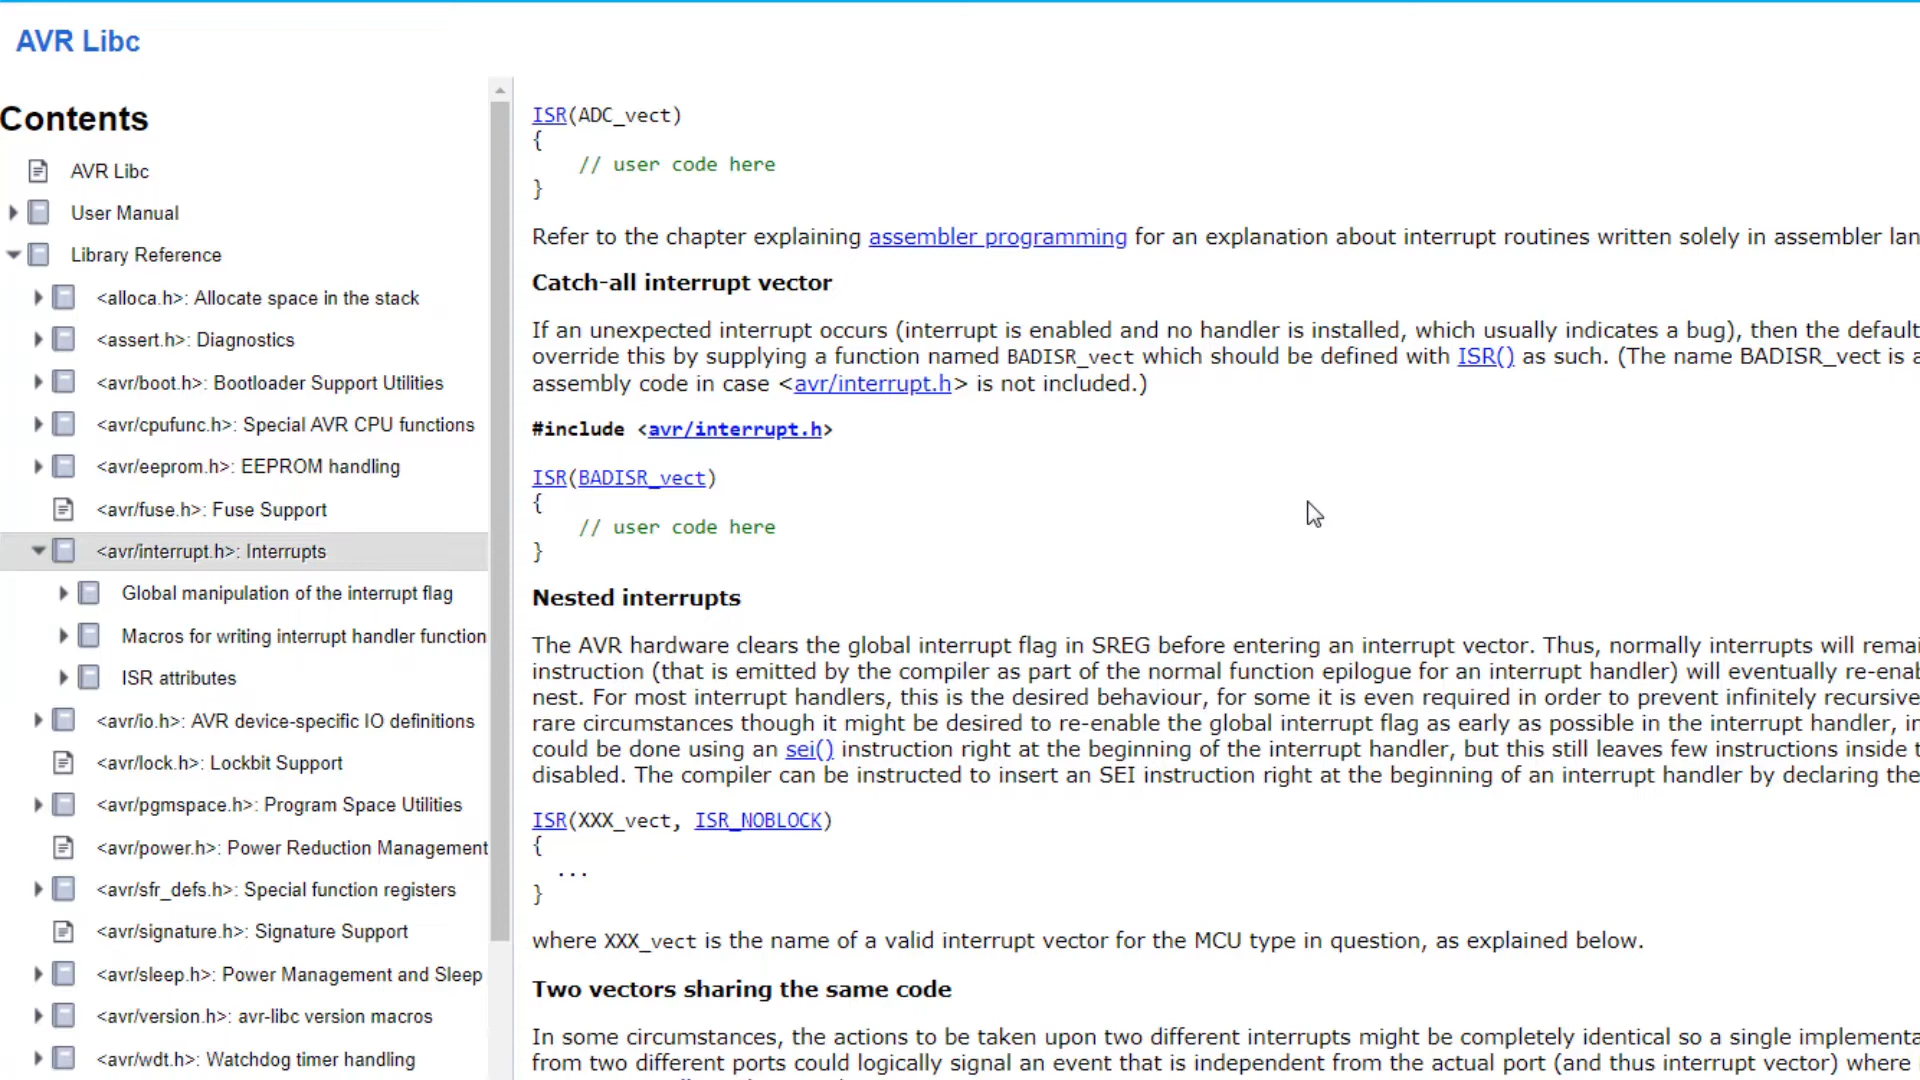 AVR Libc
Contents
AVR Libc
User Manual
Library Reference
<alloca.h>: Allocate space in the stack
<assert.h>: Diagnostics
<avr/boot.h>: Bootloader Support Utilities
<avr/cpufunc.h>: Special AVR CPU functions
<avr/eeprom.h>: EEPROM handling
<avr/fuse.h>: Fuse Support
<avr/interrupt.h>: Interrupts
Global manipulation of the interrupt flag
Macros for writing interrupt handler function
ISR attributes
<avr/io.h>: AVR device-specific IO definitions
<avr/lock.h>: Lockbit Support
<avr/pgmspace.h>: Program Space Utilities
<avr/power.h>: Power Reduction Management
<avr/sfr_defs.h>: Special function registers
<avr/signature.h>: Signature Support
<avr/sleep.h>: Power Management and Sleep
<avr/version.h>: avr-libc version macros
<avr/wdt.h>: Watchdog timer handling
ISR(ADC_vect)
{
// user code here
}
Refer to the chapter explaining assembler programming for an explanation about interrupt routines written solely in assembler lan
Catch-all interrupt vector
If an unexpected interrupt occurs (interrupt is enabled and no handler is installed, which usually indicates a bug), then the default
override this by supplying a function named BADISR_vect which should be defined with ISR() as such. (The name BADISR_vect is a
assembly code in case <avr/interrupt.h> is not included.)
#include <avr/interrupt.h>
ISR(BADISR_vect)
{
// user code here
}
Nested interrupts
The AVR hardware clears the global interrupt flag in SREG before entering an interrupt vector. Thus, normally interrupts will remai
instruction (that is emitted by the compiler as part of the normal function epilogue for an interrupt handler) will eventually re-enab
nest. For most interrupt handlers, this is the desired behaviour, for some it is even required in order to prevent infinitely recursive
rare circumstances though it might be desired to re-enable the global interrupt flag as early as possible in the interrupt handler, in
could be done using an sei() instruction right at the beginning of the interrupt handler, but this still leaves few instructions inside t
disabled. The compiler can be instructed to insert an SEI instruction right at the beginning of an interrupt handler by declaring the
ISR(XXX_vect, ISR_NOBLOCK)
{
...
}
where XXX_vect is the name of a valid interrupt vector for the MCU type in question, as explained below.
Two vectors sharing the same code
In some circumstances, the actions to be taken upon two different interrupts might be completely identical so a single implementa
from two different ports could logically signal an event that is independent from the actual port (and thus interrupt vector) where